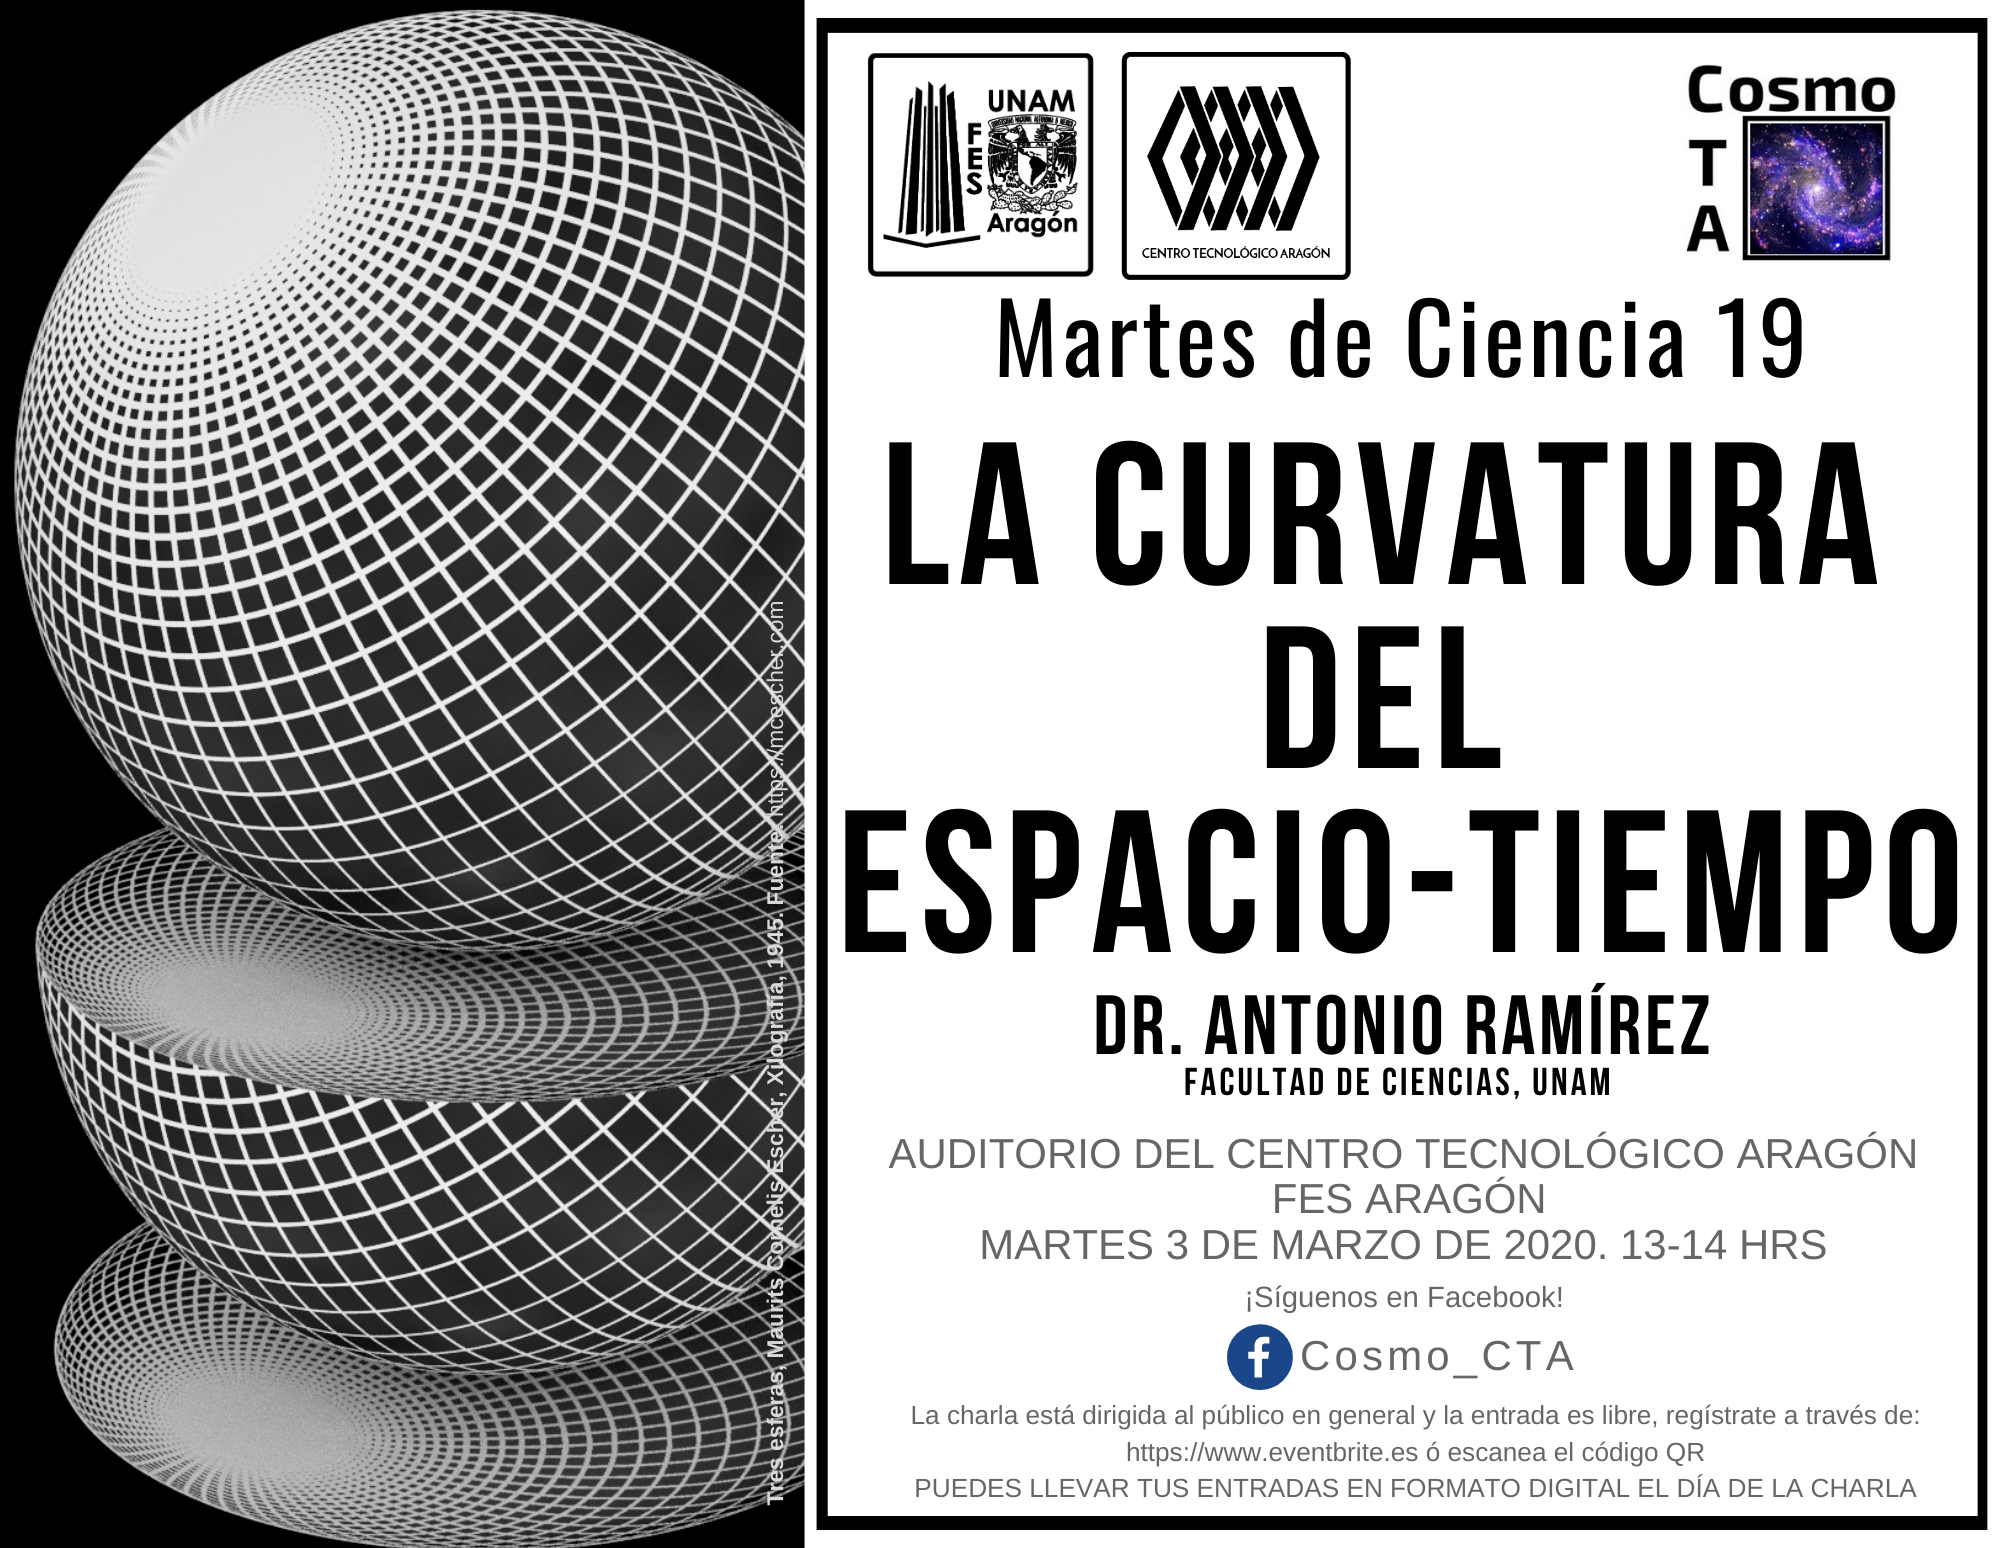 UNAM
FES
Aragón
CENTRO TECNOLÓGICO ARAGÓN
Cosmo
T
A
Martes de Ciencia 19
LA CURVATURA
DEL
ESPACIO-TIEMPO
DR. ANTONIO RAMÍREZ
FACULTAD DE CIENCIAS, UNAM
AUDITORIO DEL CENTRO TECNOLÓGICO ARAGÓN
FES ARAGÓN
MARTES 3 DE MARZO DE 2020. 13-14 HRS
¡Síguenos en Facebook!
Cosmo_CTA
La charla está dirigida al público en general y la entrada es libre, regístrate a través de:
https://www.eventbrite.es ó escanea el código QR
PUEDES LLEVAR TUS ENTRADAS EN FORMATO DIGITAL EL DÍA DE LA CHARLA
Tres esferas, Maurits Cornelis Escher, Xilografía, 1945. Fuente: https://mcescher.com